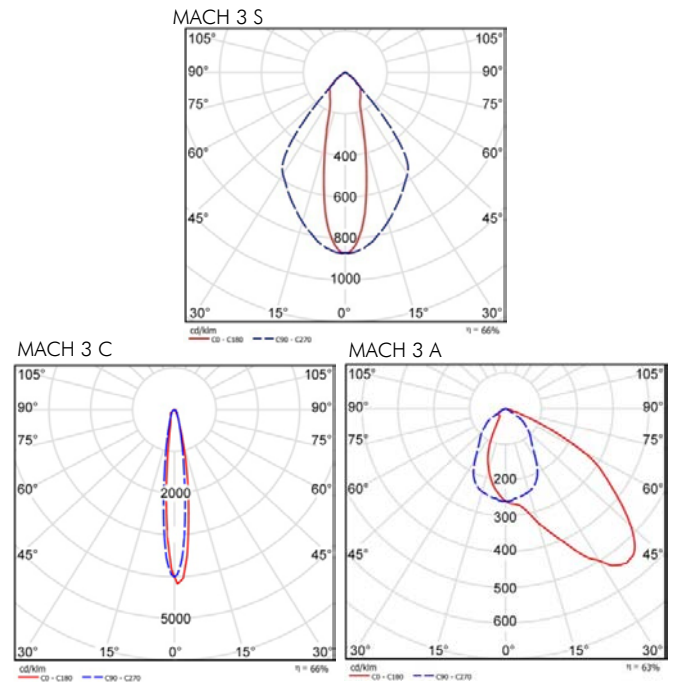 MACH 3 S
105° 105°
90° 90°
75° 75°
60° 60°
400
45° 600 45°
800
1000
30° 15° 0° 15° 30°
cd/klm η = 66%
C0 - C180 C90 - C270
MACH 3 C
105° 105°
90° 90°
75° 75°
60° 2000 60°
45° 45°
5000
30° 15° 0° 15° 30°
cd/klm η = 66%
C0 - C180 C90 - C270
MACH 3 A
105° 105°
90° 90°
75° 75°
200
60° 60°
300
400
45° 45°
500
600
30° 15° 0° 15° 30°
cd/klm η = 63%
C0 - C180 C90 - C270